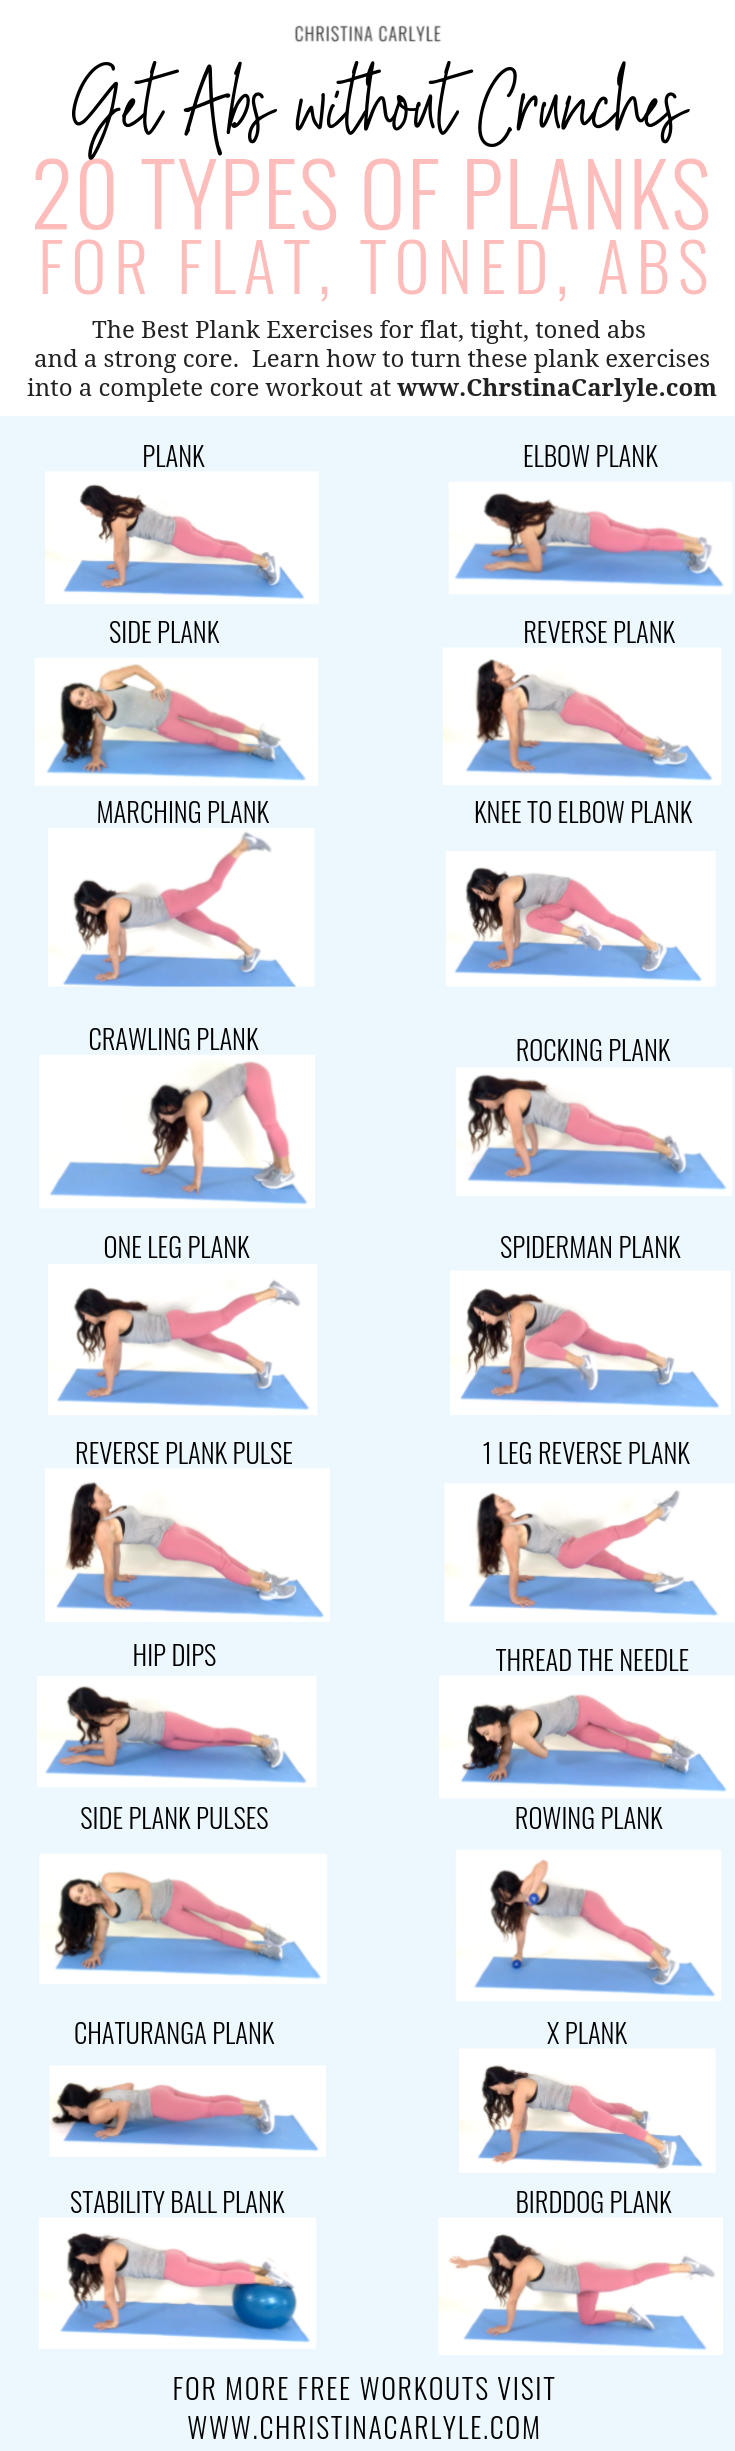 CHRISTINA CARLYLE
Get Abs without Crunches
20 TYPES OF PLANKS
FOR FLAT, TONED, ABS
The Best Plank Exercises for flat, tight, toned abs
and a strong core. Learn how to turn these plank exercises
into a complete core workout at www.ChrstinaCarlyle.com
PLANK
ELBOW PLANK
SIDE PLANK
REVERSE PLANK
MARCHING PLANK
KNEE TO ELBOW PLANK
CRAWLING PLANK
ROCKING PLANK
ONE LEG PLANK
SPIDERMAN PLANK
REVERSE PLANK PULSE
1 LEG REVERSE PLANK
HIP DIPS
THREAD THE NEEDLE
SIDE PLANK PULSES
ROWING PLANK
CHATURANGA PLANK
X PLANK
STABILITY BALL PLANK
BIRDDOG PLANK
FOR MORE FREE WORKOUTS VISIT
WWW.CHRISTINACARLYLE.COM